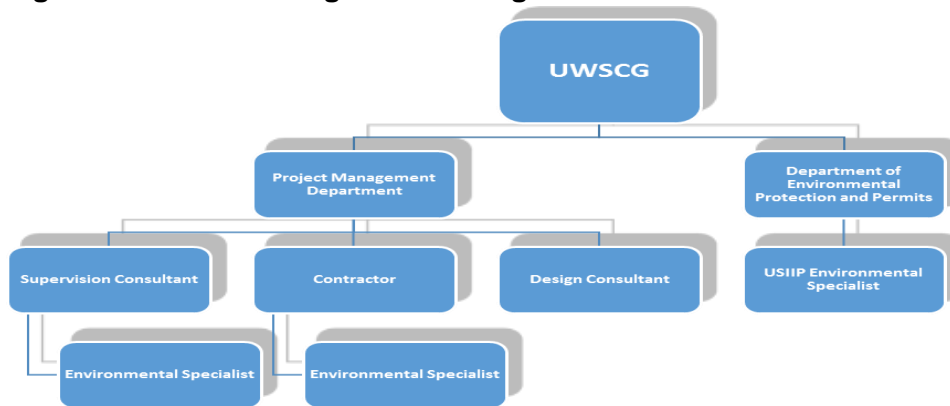 UWSCG
Project Management
Department
Department of
Environmental
Protection and Permits
Supervision Consultant
Contractor
Design Consultant
USIIP Environmental
Specialist
Environmental Specialist
Environmental Specialist